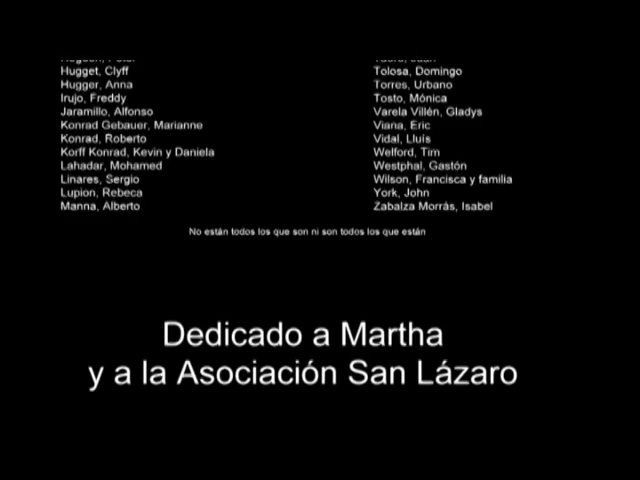 Hugget, Clyff
Hugger, Anna
Irujo, Freddy
Jaramillo, Alfonso
Konrad Gebauer, Marianne
Konrad, Roberto
Korff Konrad, Kevin y Daniela
Lahadar, Mohamed
Linares, Sergio
Lupion, Rebeca
Manna, Alberto
Tolosa, Domingo
Torres, Urbano
Tosto, Mónica
Varela Villén, Gladys
Viana, Eric
Vidal, Lluís
Welford, Tim
Westphal, Gastón
Wilson, Francisca y familia
York, John
Zabalza Morrás, Isabel
No están todos los que son ni son todos los que están
Dedicado a Martha
y a la Asociación San Lázaro